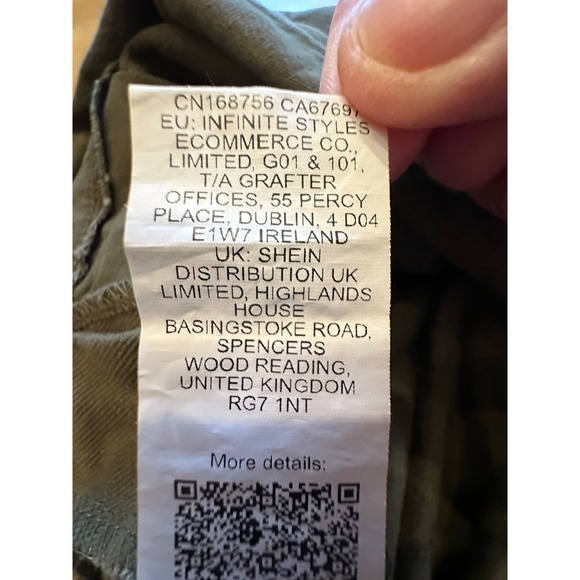 CN168756 CA67697
EU: INFINITE STYLES
ECOMMERCE CO.,
LIMITED, G01 & 101,
T/A GRAFTER
OFFICES, 55 PERCY
PLACE, DUBLIN, 4 D04
E1W7 IRELAND
UK: SHEIN
DISTRIBUTION UK
LIMITED, HIGHLANDS
HOUSE
BASINGSTOKE ROAD,
SPENCERS
WOOD READING,
UNITED KINGDOM
RG7 1NT
More details: